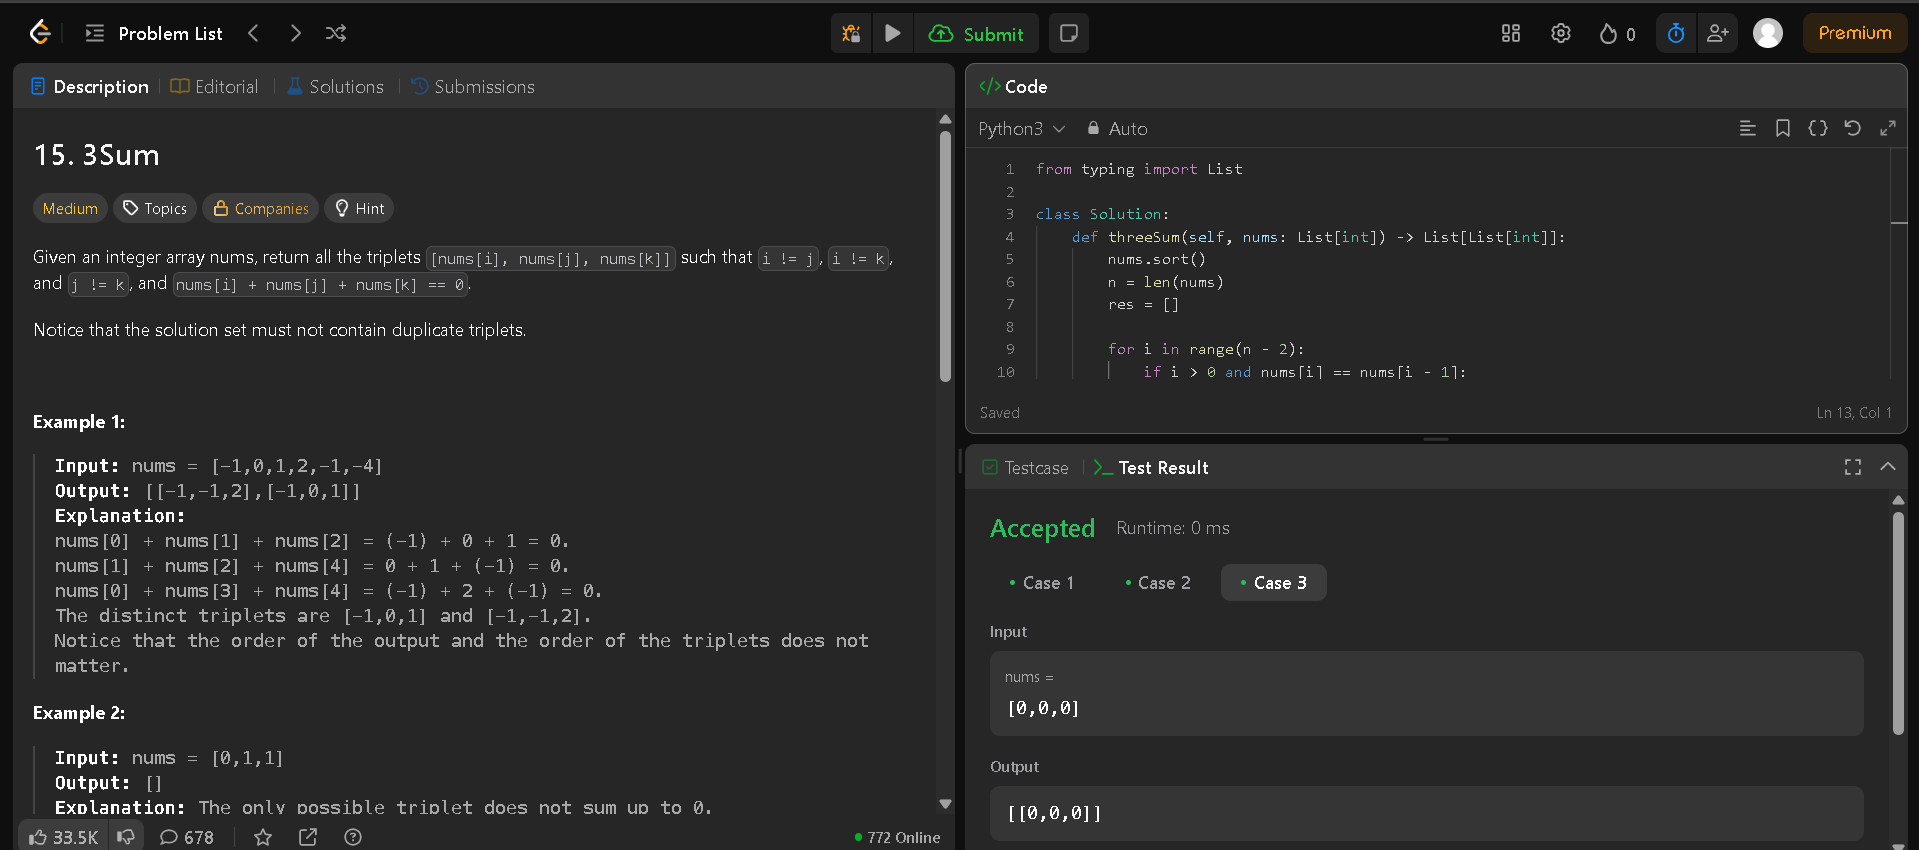 Problem List
Submit
0
Premium
Description
Editorial
Solutions
Submissions
15. 3Sum
Medium
Topics
Companies
Hint
Given an integer array nums, return all the triplets [nums[i], nums[j], nums[k]] such that i != j, i != k,
and j != k, and nums[i] + nums[j] + nums[k] == 0.
Notice that the solution set must not contain duplicate triplets.
Example 1:
Input: nums = [-1,0,1,2,-1,-4]
Output: [[-1,-1,2],[-1,0,1]]
Explanation:
nums[0] + nums[1] + nums[2] = (-1) + 0 + 1 = 0.
nums[1] + nums[2] + nums[4] = 0 + 1 + (-1) = 0.
nums[0] + nums[3] + nums[4] = (-1) + 2 + (-1) = 0.
The distinct triplets are [-1,0,1] and [-1,-1,2].
Notice that the order of the output and the order of the triplets does not
matter.
Example 2:
Input: nums = [0,1,1]
Output: []
Explanation: The only possible triplet does not sum up to 0.
33.5K
678
772 Online
</> Code
Python3
Auto
1 from typing import List
2
3 class Solution:
4 def threeSum(self, nums: List[int]) -> List[List[int]]:
5 nums.sort()
6 n = len(nums)
7 res = []
8
9 for i in range(n - 2):
10 if i > 0 and nums[i] == nums[i - 1]:
Saved
Ln 13, Col 1
Testcase
Test Result
Accepted
Runtime: 0 ms
Case 1
Case 2
Case 3
Input
nums =
[0,0,0]
Output
[[0,0,0]]